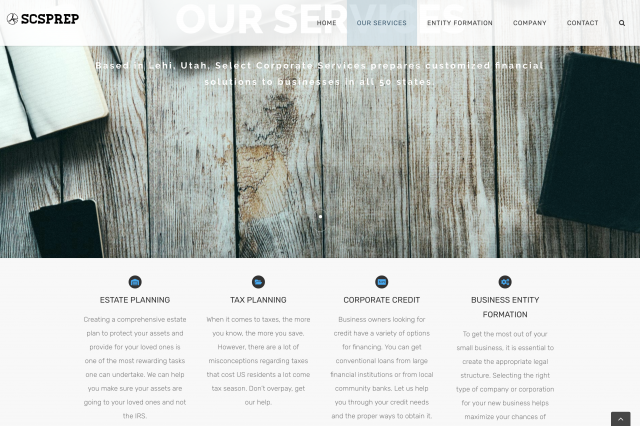 SCSPREP
HOME
OUR SERVICES
ENTITY FORMATION
COMPANY
CONTACT
OUR SERVICES
Based in Lehi, Utah, Select Corporate Services prepares customized financial
solutions to businesses in all 50 states.
ESTATE PLANNING
Creating a comprehensive estate
plan to protect your assets and
provide for your loved ones is
one of the most rewarding tasks
one can undertake. We can help
you make sure your assets are
going to your loved ones and not
the IRS.
TAX PLANNING
When it comes to taxes, the more
you know, the more you save.
However, there are a lot of
misconceptions regarding taxes
that cost US residents a lot come
tax season. Don't overpay, get
our help.
CORPORATE CREDIT
Business owners looking for
credit have a variety of options
for financing. You can get
conventional loans from large
financial institutions or from local
community banks. Let us help
you through your credit needs
and the proper ways to obtain it.
BUSINESS ENTITY
FORMATION
To get the most out of your
small business, it is essential to
create the appropriate legal
structure. Selecting the right
type of company or corporation
for your new business helps
maximize your chances of